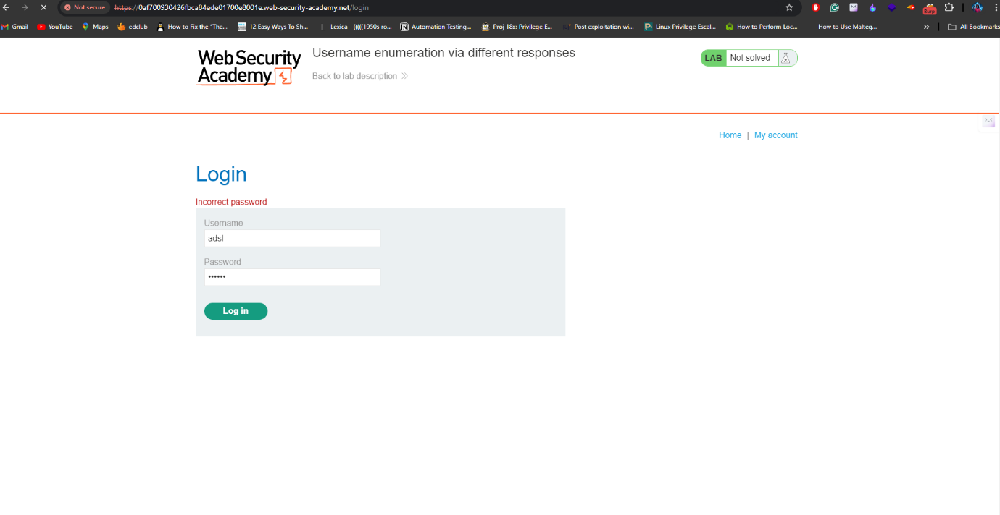 Not secure https://0af700930426fbca84ede01700e8001e.web-security-academy.net/login
Burp
Gmail YouTube Maps edclub How to Fix the "The... 12 Easy Ways To Sh... | Lexica - (((((1950s ro... Automation Testing... Proj 18x: Privilege E... Post exploitation wi... Linux Privilege Escal... How to Perform Loc... How to Use Malteg... » All Bookmarks
Web Security
Academy
Username enumeration via different responses
Back to lab description
LAB Not solved
Home | My account
Login
Incorrect password
Username
adsl
Password
••••••
Log in